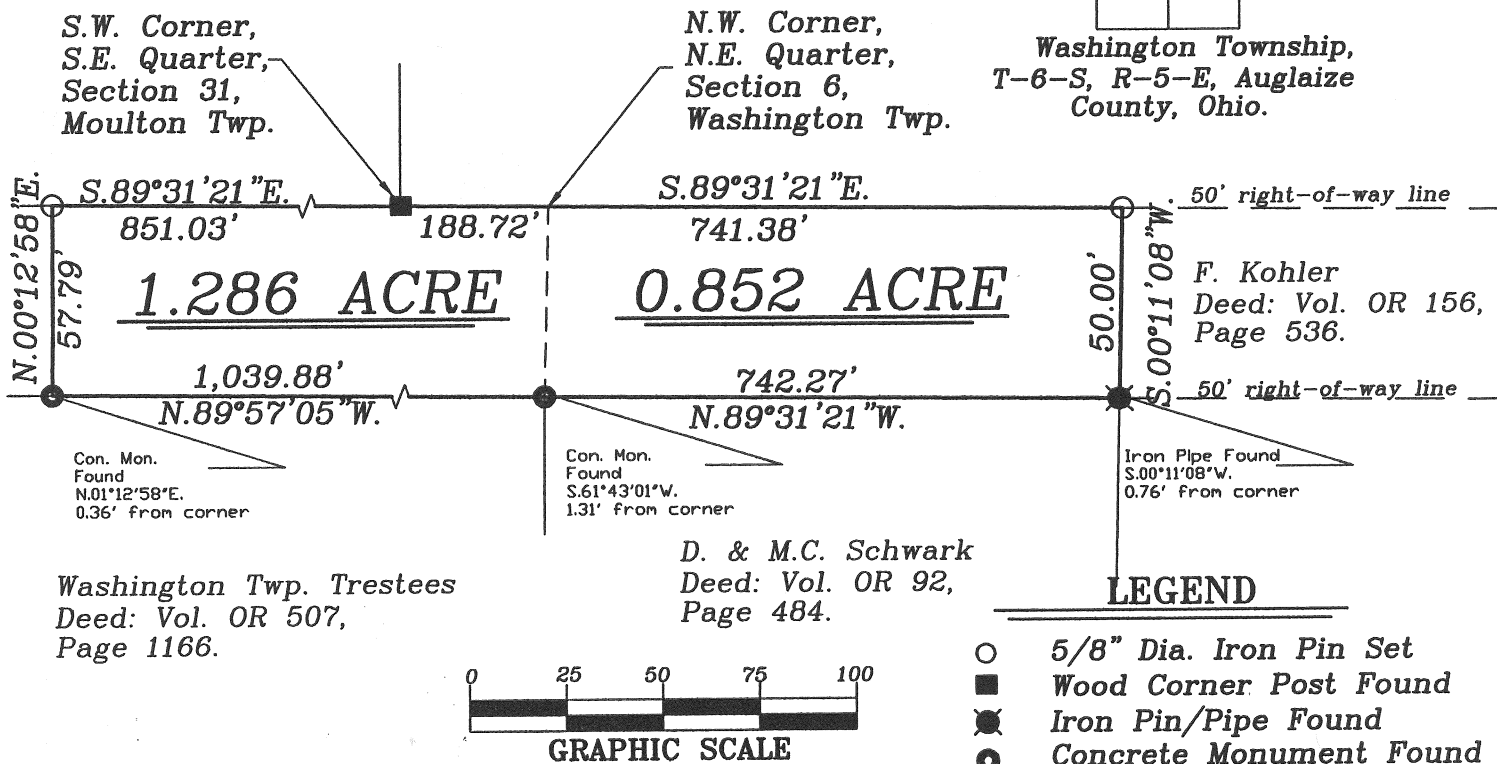 S.W. Corner,
S.E. Quarter,
Section 31,
Moulton Twp.
N.W. Corner,
N.E. Quarter,
Section 6,
Washington Twp.
Washington Township,
T-6-S, R-5-E, Auglaize
County, Ohio.
S.89°31'21"E.
851.03'
188.72'
S.89°31'21"E.
741.38'
50' right-of-way line
N.00°12'58"E.
57.79'
1.286 ACRE
0.852 ACRE
50.00'
S.00°11'08"W.
F. Kohler
Deed: Vol. OR 156,
Page 536.
1,039.88'
N.89°57'05"W.
742.27'
N.89°31'21"W.
50' right-of-way line
Con. Mon.
Found
N.01°12'58"E.
0.36' from corner
Con. Mon.
Found
S.61°43'01"W.
1.31' from corner
Iron Pipe Found
S.00°11'08"W.
0.76' from corner
Washington Twp. Trestees
Deed: Vol. OR 507,
Page 1166.
D. & M.C. Schwark
Deed: Vol. OR 92,
Page 484.
0 25 50 75 100
GRAPHIC SCALE
LEGEND
5/8" Dia. Iron Pin Set
Wood Corner Post Found
Iron Pin/Pipe Found
Concrete Monument Found